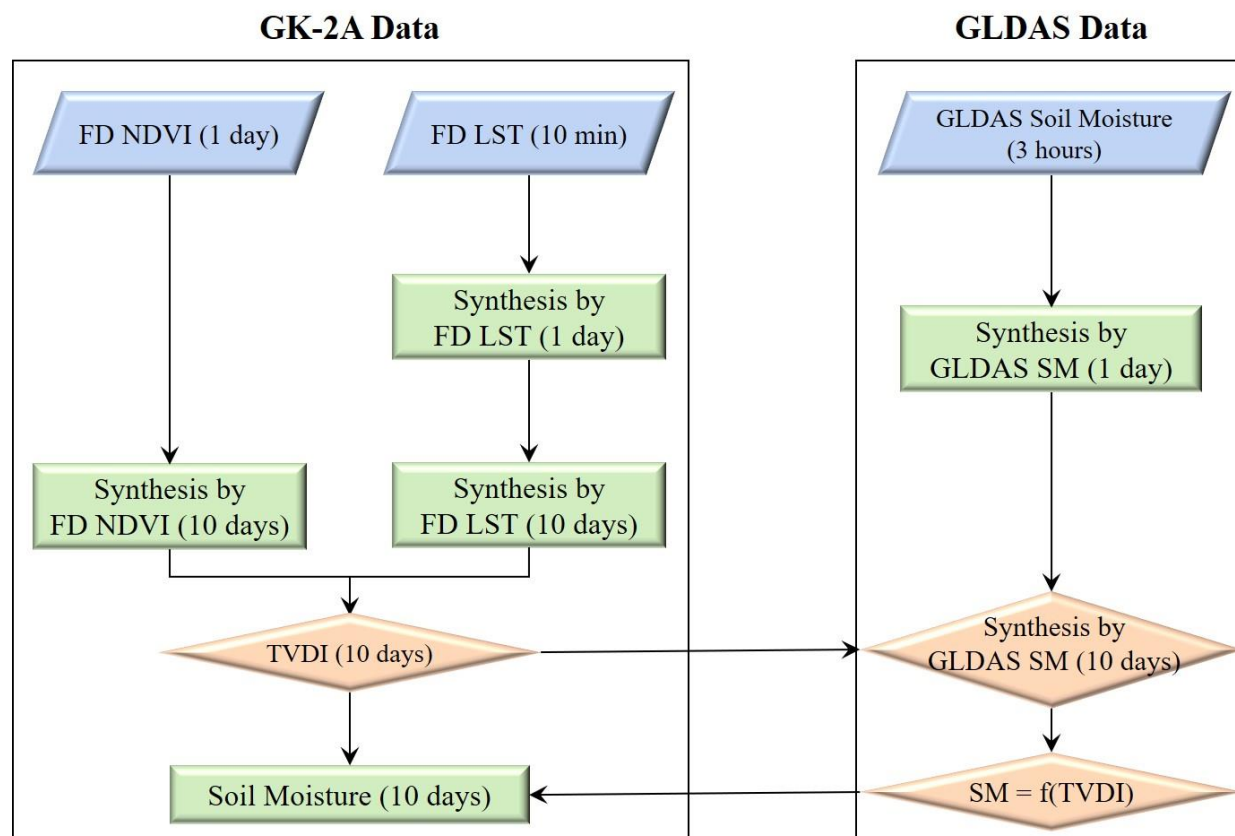 GK-2A Data
GLDAS Data
FD NDVI (1 day)
FD LST (10 min)
GLDAS Soil Moisture
(3 hours)
Synthesis by
FD LST (1 day)
Synthesis by
GLDAS SM (1 day)
Synthesis by
FD NDVI (10 days)
Synthesis by
FD LST (10 days)
TVDI (10 days)
Synthesis by
GLDAS SM (10 days)
Soil Moisture (10 days)
SM = f(TVDI)